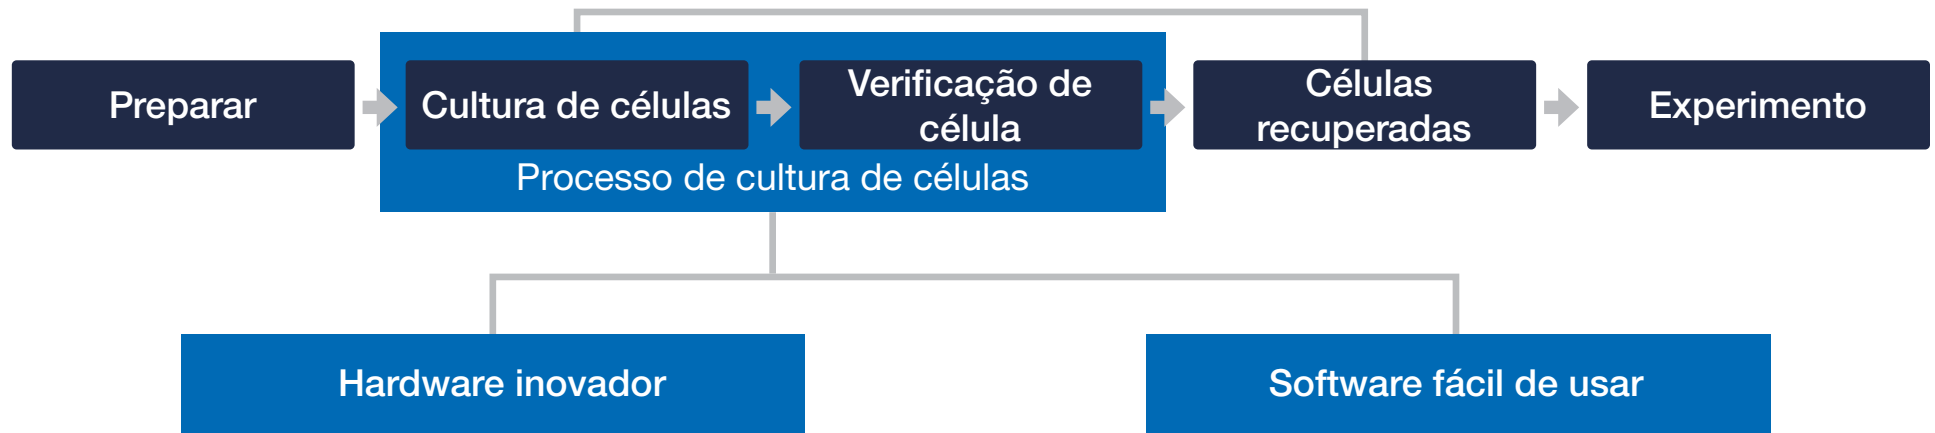 Preparar
Cultura de células
Verificação de
célula
Células
recuperadas
Experimento
Processo de cultura de células
Hardware inovador
Software fácil de usar